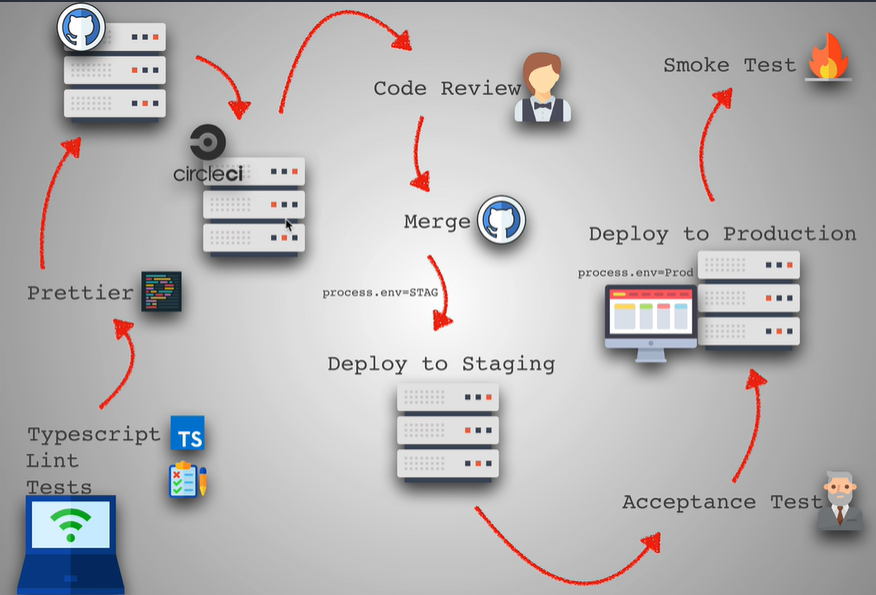 circleci
Code Review
Smoke Test
Merge
Deploy to Production
process.env=Prod
Prettier
process.env=STAG
Deploy to Staging
Typescript
TS
Lint
Tests
Acceptance Test